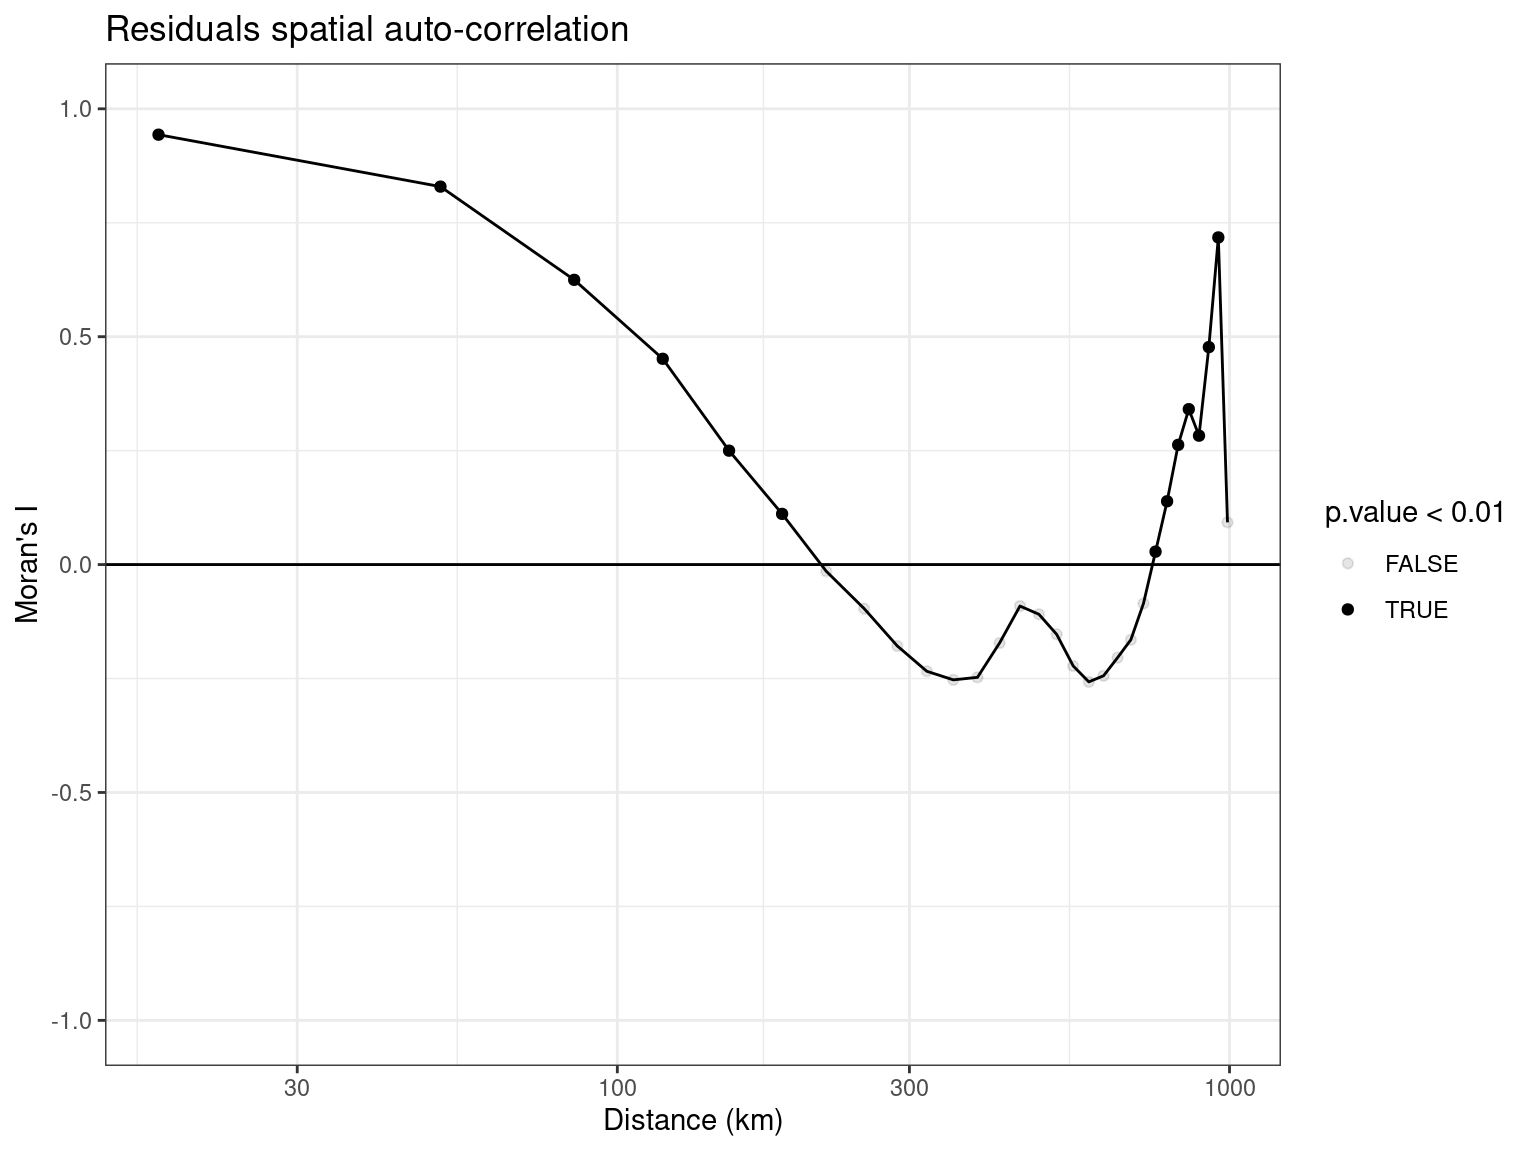 Residuals spatial auto-correlation
1.0
0.5
0.0
-0.5
-1.0
Moran's I
30
100
300
1000
Distance (km)
p.value < 0.01
FALSE
TRUE